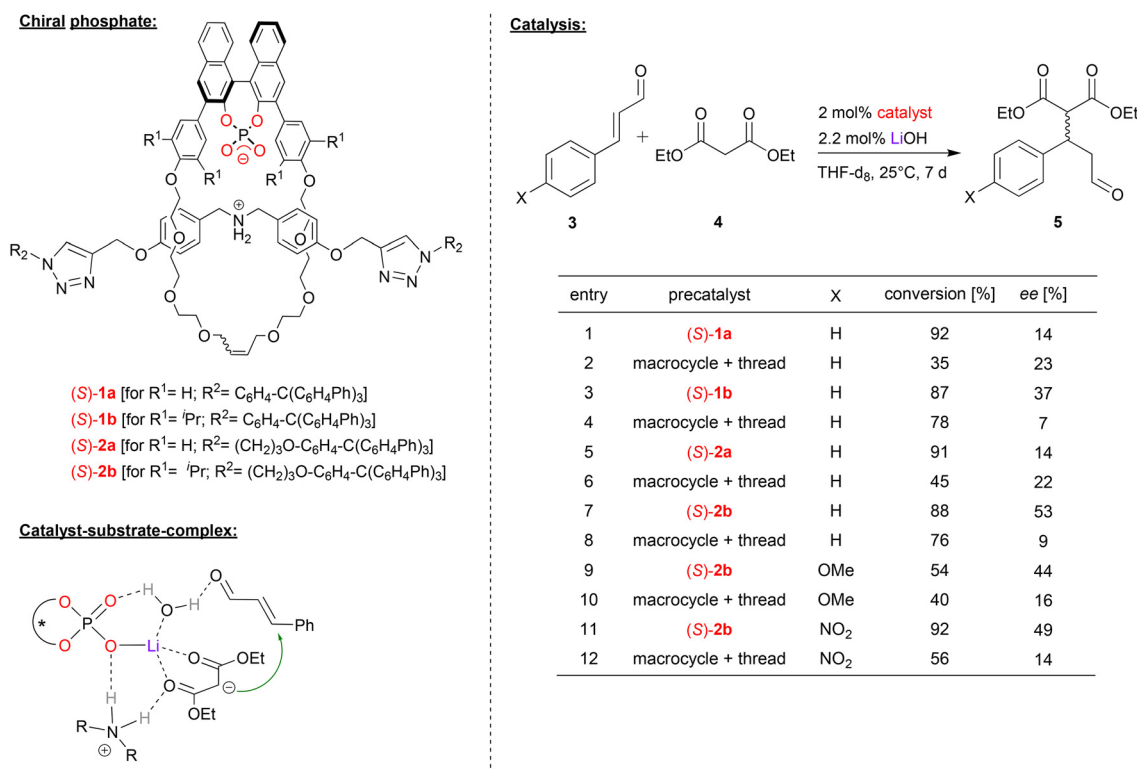 Chiral phosphate:
O O
P
O O
⊖
R¹ R¹
R¹ R¹
O O
⊕
N
H₂
O O
R₂ R₂
N N
N=N N=N
O O
O O
O O
O O
(S)-1a [for R¹= H; R²= C₆H₄-C(C₆H₄Ph)₃]
(S)-1b [for R¹= ⁱPr; R²= C₆H₄-C(C₆H₄Ph)₃]
(S)-2a [for R¹= H; R²= (CH₂)₃O-C₆H₄-C(C₆H₄Ph)₃]
(S)-2b [for R¹= ⁱPr; R²= (CH₂)₃O-C₆H₄-C(C₆H₄Ph)₃]
Catalyst-substrate-complex:
O O H O
* P O H
O O Li Ph
O OEt
O ⊖
H OEt
R N H
⊕ R
Catalysis:
O
X
3
+
O O
EtO OEt
4
2 mol% catalyst
2.2 mol% LiOH
THF-d₈, 25°C, 7 d
O O
EtO OEt
X O
5
entry precatalyst X conversion [%] ee [%]
1 (S)-1a H 92 14
2 macrocycle + thread H 35 23
3 (S)-1b H 87 37
4 macrocycle + thread H 78 7
5 (S)-2a H 91 14
6 macrocycle + thread H 45 22
7 (S)-2b H 88 53
8 macrocycle + thread H 76 9
9 (S)-2b OMe 54 44
10 macrocycle + thread OMe 40 16
11 (S)-2b NO₂ 92 49
12 macrocycle + thread NO₂ 56 14